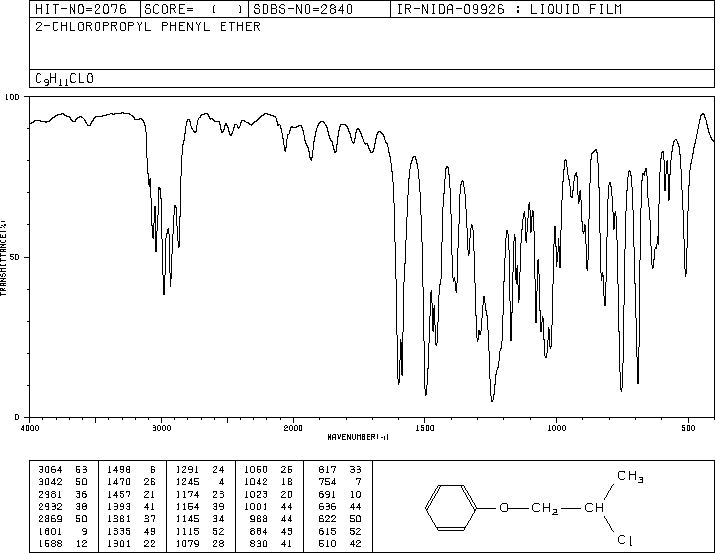 HIT-NO=2076 SCORE= ( ) SDBS-NO=2840 IR-NIDA-09926 : LIQUID FILM
2-CHLOROPROPYL PHENYL ETHER
C9H11CLO
100
TRANSMITTANCE(%)
50
0
4000 3000 2000 1500 1000 500
WAVENUMBER(-1)
3064 63 1498 6 1291 24 1060 26 817 33
3042 50 1470 26 1245 4 1042 18 754 7
2981 36 1457 21 1174 23 1023 20 691 10
2932 38 1393 41 1154 39 1001 44 636 44
2869 50 1381 37 1145 34 988 44 622 50
1601 9 1335 49 1115 52 884 49 615 52
1588 12 1301 22 1079 28 830 41 510 42
CH3
O CH2 CH
Cl